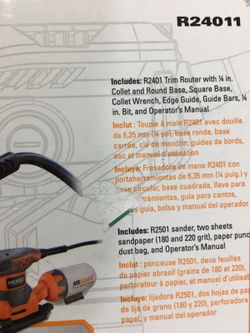 R24011
Includes: R2401 Trim Router with ¼ in.
Collet and Round Base, Square Base,
Collet Wrench, Edge Guide, Guide Bars, ¼
in. Bit, and Operator's Manual
Inclut : Toupie à main R2401 avec douille
de 6,35 mm (¼ po), base ronde, base
carrée, clé de mandrin, guides de bords,
sac et manuel d'utilisation
Incluye: Fresadora de mano R2401 con
portaherramientas de 6,35 mm (¼ pulg.) y
base circular, base cuadrada, llave para
herramientas, guía para cantos,
guía, bolsa y manual del operador
Includes: R2501 sander, two sheets
sandpaper (180 and 220 grit), paper punc
dust bag, and Operator's Manual
Inclut : ponceuse R2501, deux feuilles
de papier abrasif (grains de 180 et 220),
perforateur de papier, sac à
et manuel d'utilisation
Incluye: lijadora R2501, dos hojas de pap
de lija (granos de 180 y 220),
manual del operador
RIDGID